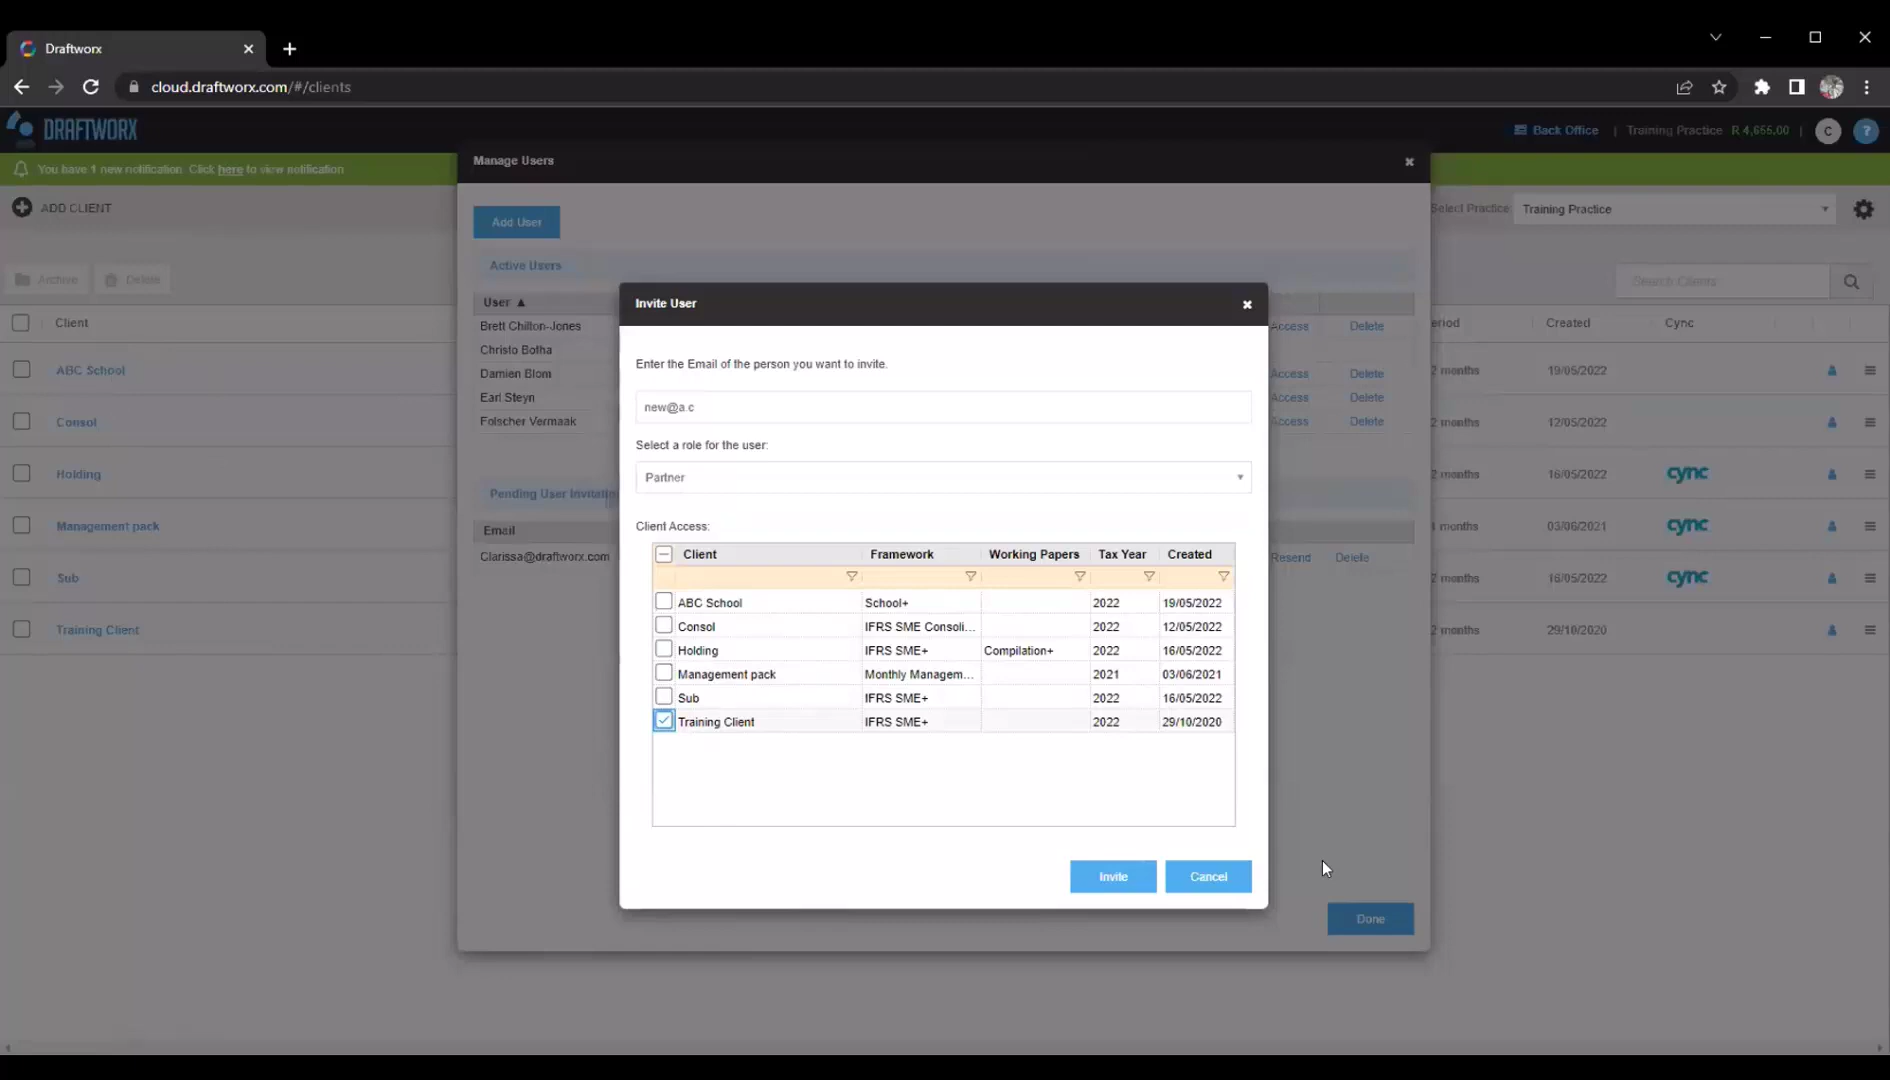 Draftworx
cloud.draftworx.com/#/clients
DRAFTWORX
Back Office | Training Practice R 4,655.00 | C ?
You have 1 new notification. Click here to view notification
Manage Users
ADD CLIENT
Add User
Select Practice Training Practice
Active Users
Archive Delete
Search Clients
User ▲
Client
eriod Created Cync
Invite User
Brett Chilton-Jones Access Delete
Christo Botha
Damien Blom Access Delete
Earl Steyn Access Delete
Folscher Vermaak Access Delete
ABC School 2 months 19/05/2022
Consol 2 months 12/05/2022
Holding 2 months 16/05/2022 cync
Management pack months 03/06/2021 cync
Sub 2 months 16/05/2022 cync
Training Client 2 months 29/10/2020
Pending User Invitatin
Email
Clarissa@draftworx.com Resend Delete
Enter the Email of the person you want to invite.
new@a.c
Select a role for the user:
Partner
Client Access:
Client Framework Working Papers Tax Year Created
ABC School School+ 2022 19/05/2022
Consol IFRS SME Consoli... 2022 12/05/2022
Holding IFRS SME+ Compilation+ 2022 16/05/2022
Management pack Monthly Managem... 2021 03/06/2021
Sub IFRS SME+ 2022 16/05/2022
Training Client IFRS SME+ 2022 29/10/2020
Invite Cancel
Done